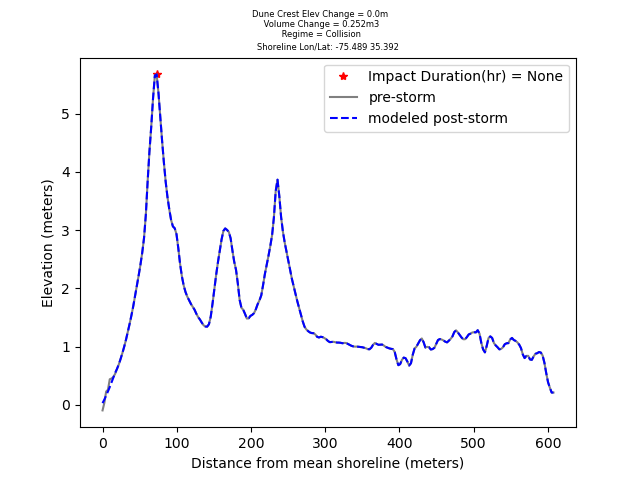 Dune Crest Elev Change = 0.0m
Volume Change = 0.252m3
Regime = Collision
Shoreline Lon/Lat: -75.489 35.392
Impact Duration(hr) = None
pre-storm
modeled post-storm
Elevation (meters)
5
4
3
2
1
0
0 100 200 300 400 500 600
Distance from mean shoreline (meters)